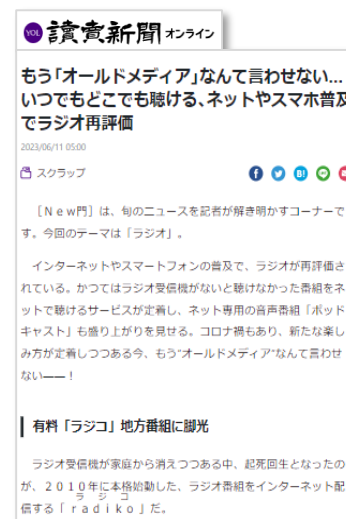 YOL 讀賣新聞 オンライン
もう「オールドメディア」なんて言わせない…
いつでもどこでも聴ける、ネットやスマホ普及
でラジオ再評価
2023/06/11 05:00
スクラップ
［Ｎｅｗ門］は、旬のニュースを記者が解き明かすコーナーで
す。今回のテーマは「ラジオ」。
インターネットやスマートフォンの普及で、ラジオが再評価さ
れている。かつてはラジオ受信機がないと聴けなかった番組をネ
ットで聴けるサービスが定着し、ネット専用の音声番組「ポッド
キャスト」も盛り上がりを見せる。コロナ禍もあり、新たな楽し
み方が定着しつつある今、もう“オールドメディア”なんて言わせ
ない――！
有料「ラジコ」地方番組に脚光
ラジオ受信機が家庭から消えつつある中、起死回生となったの
が、２０１０年に本格始動した、ラジオ番組をインターネット配
ラジコ
信する「ｒａｄｉｋｏ」だ。